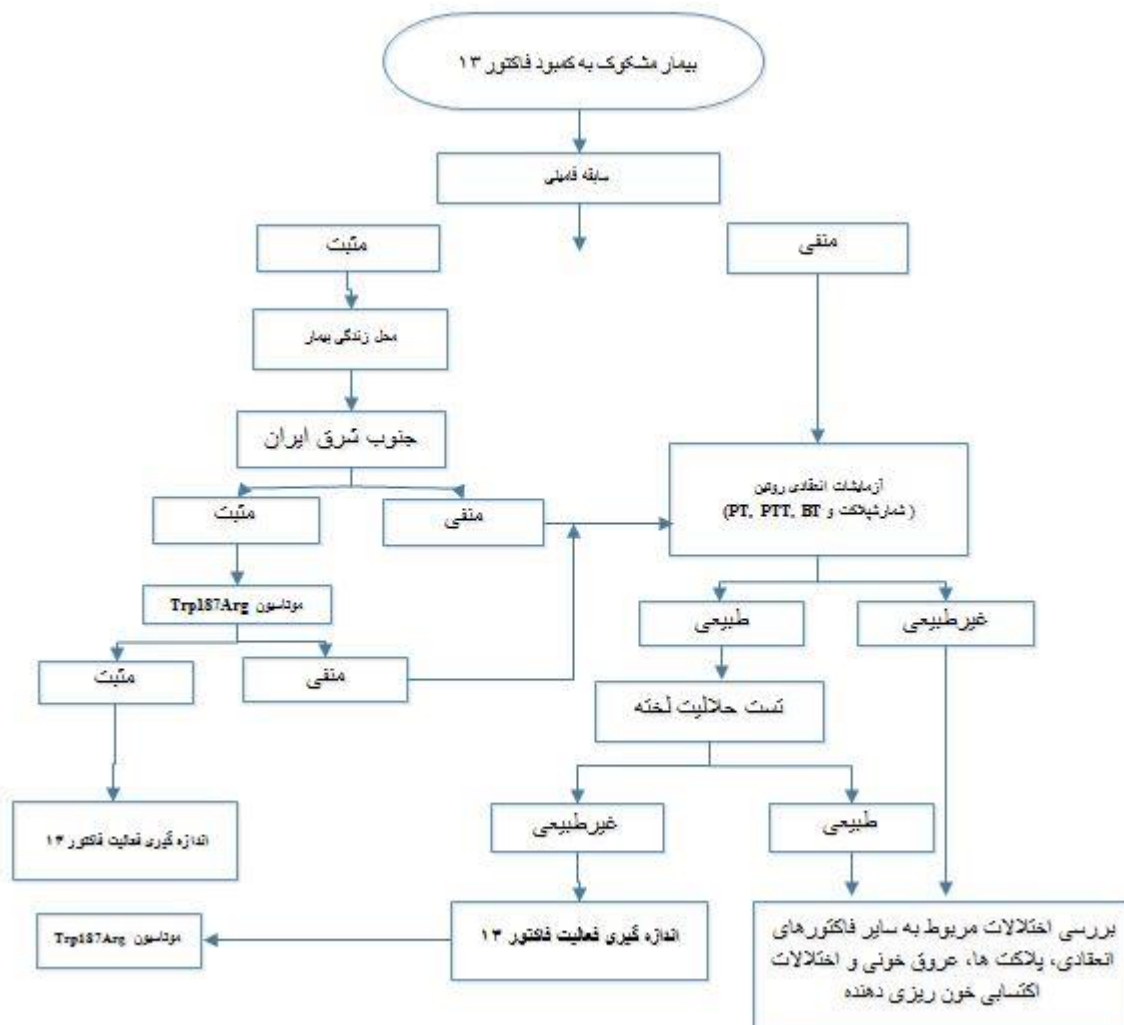 بیمار مشکوک به کمبود فاکتور ۱۳
سابقه فامیلی
مثبت
منفی
محل زندگی بیمار
جنوب شرق ایران
مثبت
منفی
آزمایشات انعقادی روتین
(PT, PTT, BT شمارش‌پلاکت و )
موتاسیون Trp187Arg
طبیعی
غیرطبیعی
مثبت
منفی
تست حلالیت لخته
اندازه گیری فعالیت فاکتور ۱۳
غیرطبیعی
طبیعی
موتاسیون Trp187Arg
اندازه گیری فعالیت فاکتور ۱۳
بررسی اختلالات مربوط به سایر فاکتورهای
انعقادی، پلاکت ها، عروق خونی و اختلالات
اکتسابی خون ریزی دهنده